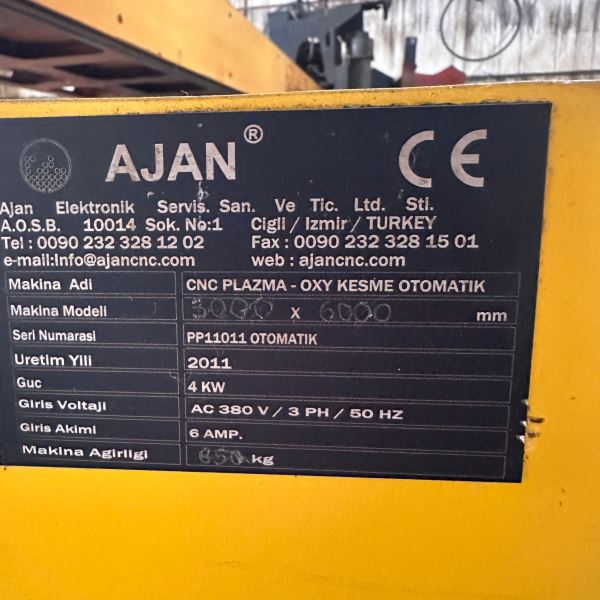 AJAN ® CE
Ajan Elektronik Servis. San. Ve Tic. Ltd. Sti.
A.O.S.B. 10014 Sok. No:1 Cigli / Izmir / TURKEY
Tel : 0090 232 328 12 02 Fax : 0090 232 328 15 01
e-mail:Info@ajancnc.com web : ajancnc.com
Makina Adi CNC PLAZMA - OXY KESME OTOMATIK
Makina Modeli 3000 x 6000 mm
Seri Numarasi PP11011 OTOMATIK
Uretim Yili 2011
Guc 4 KW
Giris Voltaji AC 380 V / 3 PH / 50 HZ
Giris Akimi 6 AMP.
Makina Agirligi kg